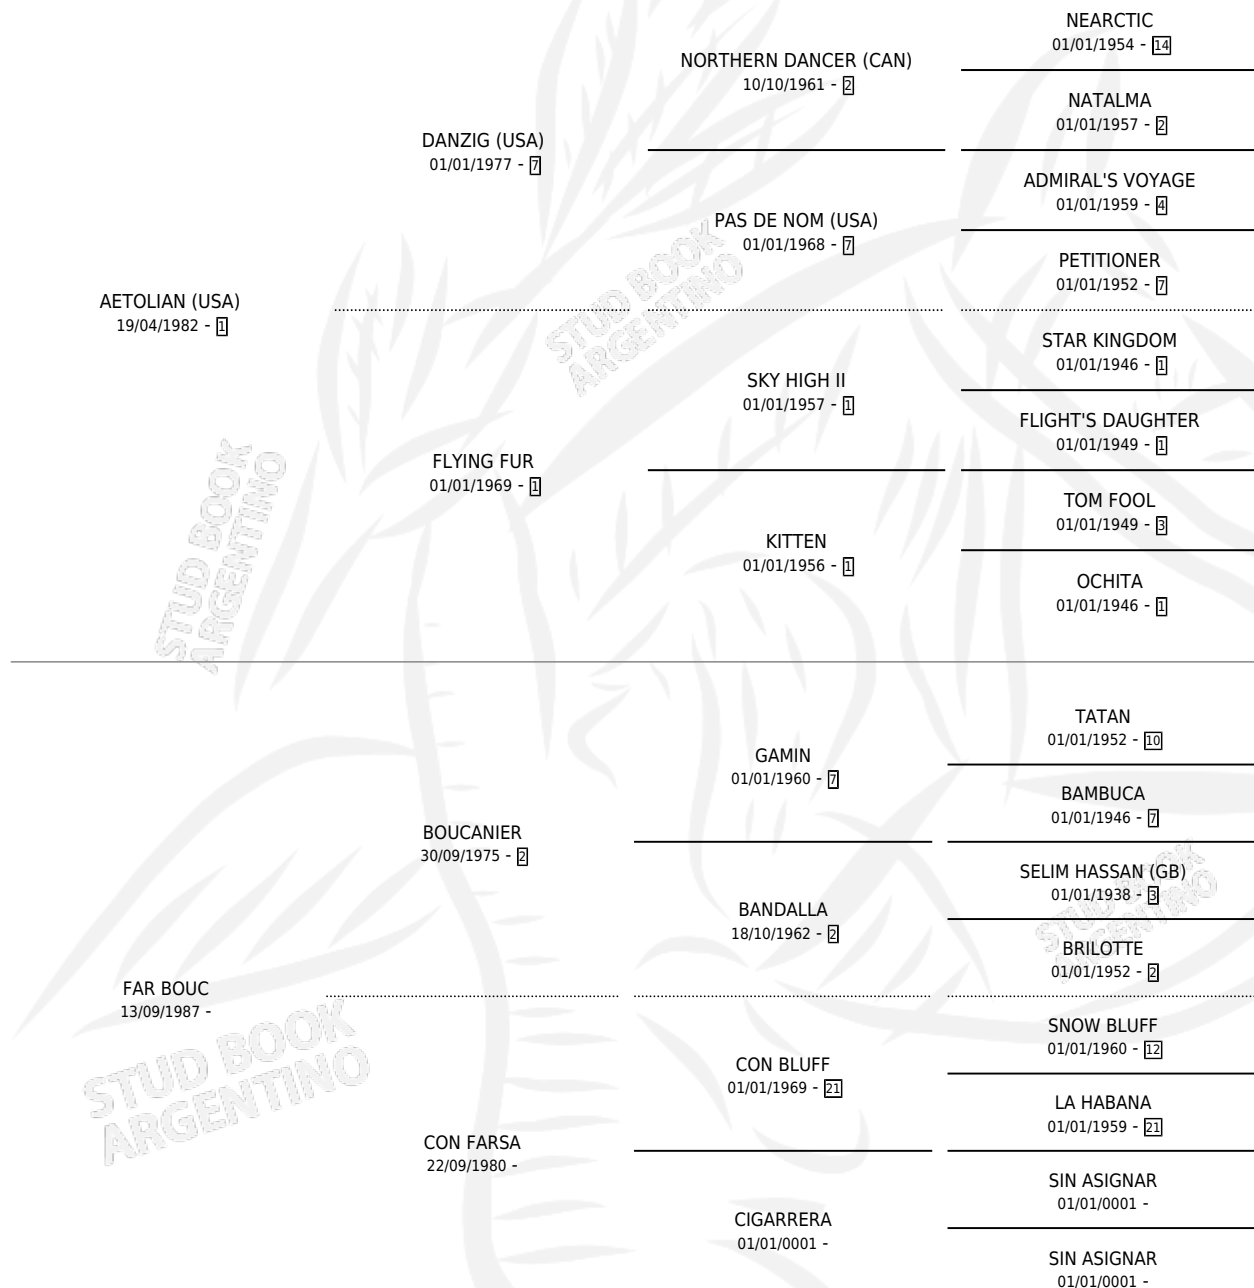 NEARCTIC
01/01/1954 - 14
NORTHERN DANCER (CAN)
10/10/1961 - 2
NATALMA
01/01/1957 - 2
DANZIG (USA)
01/01/1977 - 7
ADMIRAL'S VOYAGE
01/01/1959 - 4
PAS DE NOM (USA)
01/01/1968 - 7
PETITIONER
01/01/1952 - 7
AETOLIAN (USA)
19/04/1982 - 1
STUD BOOK
ARGENTINO
STAR KINGDOM
01/01/1946 - 1
SKY HIGH II
01/01/1957 - 1
FLIGHT'S DAUGHTER
01/01/1949 - 1
FLYING FUR
01/01/1969 - 1
TOM FOOL
01/01/1949 - 3
KITTEN
01/01/1956 - 1
OCHITA
01/01/1946 - 1
STUD BOOK
ARGENTINO
TATAN
01/01/1952 - 10
GAMIN
01/01/1960 - 7
BAMBUCA
01/01/1946 - 7
BOUCANIER
30/09/1975 - 2
SELIM HASSAN (GB)
01/01/1938 - 3
BANDALLA
18/10/1962 - 2
STUD BOOK
ARGENTINO
BRILOTTE
01/01/1952 - 2
FAR BOUC
13/09/1987 -
SNOW BLUFF
01/01/1960 - 12
CON BLUFF
01/01/1969 - 21
LA HABANA
01/01/1959 - 21
STUD BOOK
ARGENTINO
CON FARSA
22/09/1980 -
SIN ASIGNAR
01/01/0001 -
CIGARRERA
01/01/0001 -
SIN ASIGNAR
01/01/0001 -